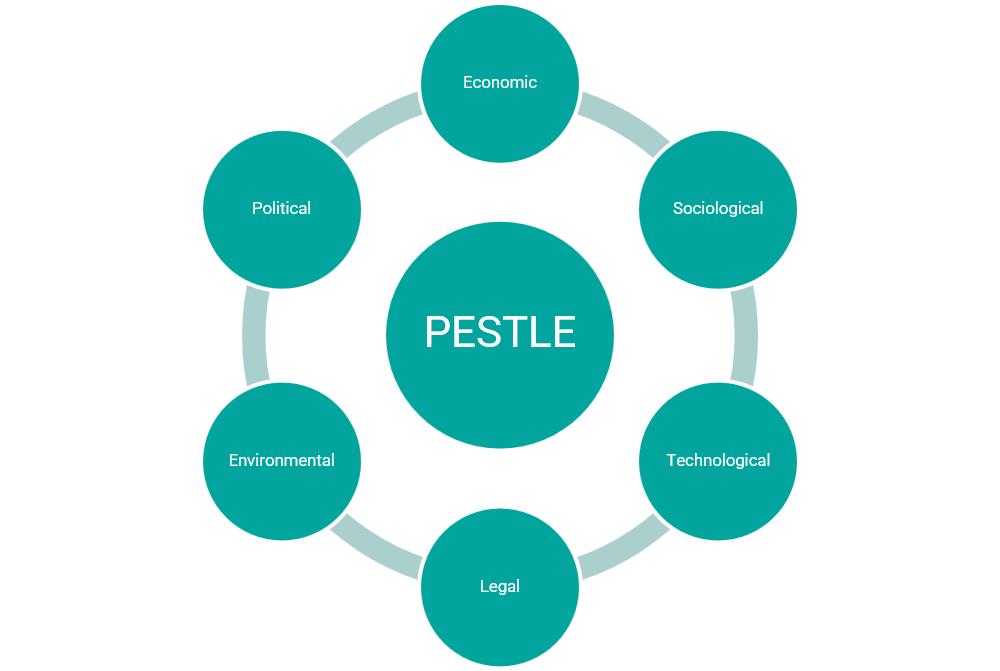 Economic
Political
Sociological
PESTLE
Environmental
Technological
Legal